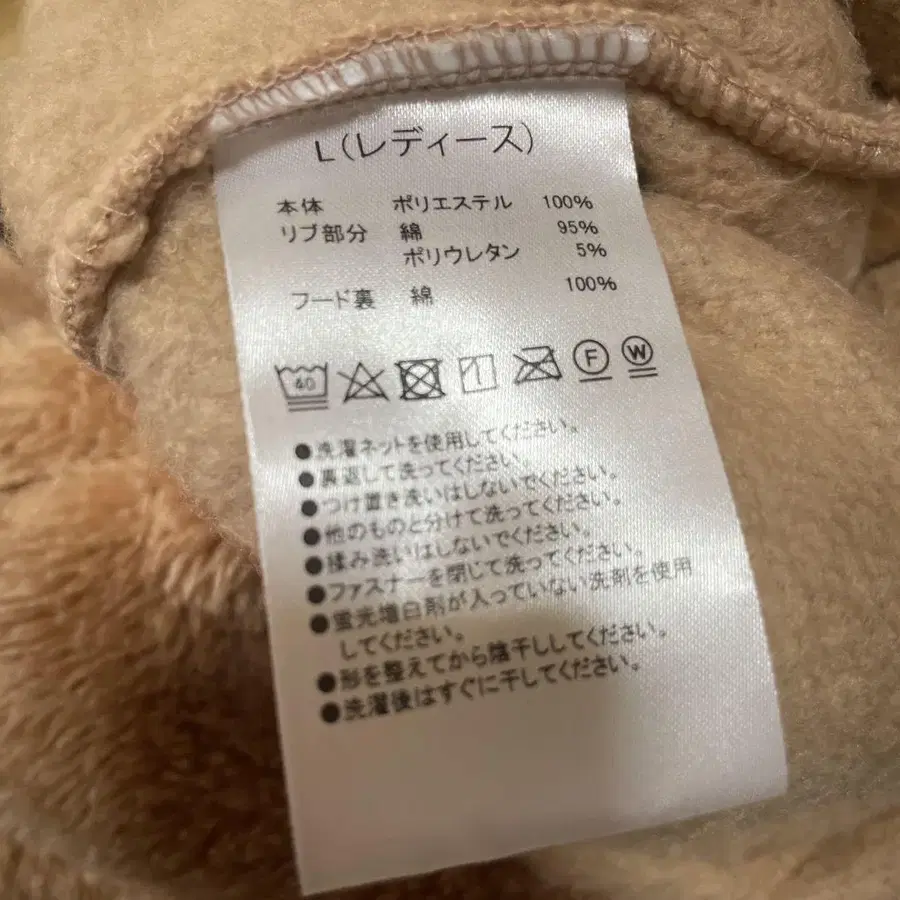 L(レディース)
本体 ポリエステル 100%
リブ部分 綿 95%
ポリウレタン 5%
フード裏 綿 100%
40 F W
●洗濯ネットを使用してください。
●裏返して洗ってください。
●つけ置き洗いはしないでください。
●他のものと分けて洗ってください。
●揉み洗いはしないでください。
●ファスナーを閉じて洗ってください。
●蛍光増白剤が入っていない洗剤を使用
してください。
●形を整えてから陰干ししてください。
●洗濯後はすぐに干してください。